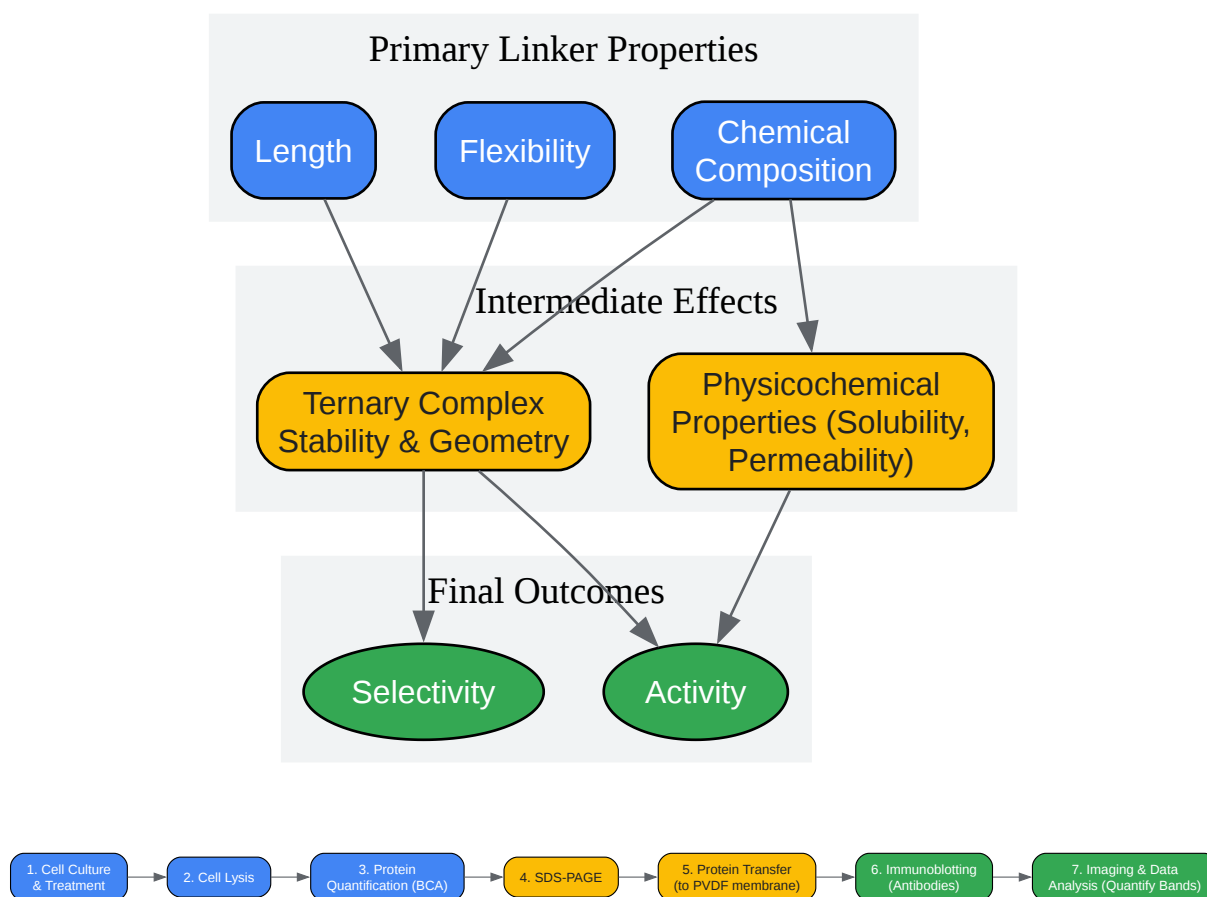 Primary Linker Properties
Length
Flexibility
Chemical
Composition
Intermediate Effects
Ternary Complex
Stability & Geometry
Physicochemical
Properties (Solubility,
Permeability)
Final Outcomes
Selectivity
Activity
1. Cell Culture
& Treatment
2. Cell Lysis
3. Protein
Quantification (BCA)
4. SDS-PAGE
5. Protein Transfer
(to PVDF membrane)
6. Immunoblotting
(Antibodies)
7. Imaging & Data
Analysis (Quantify Bands)